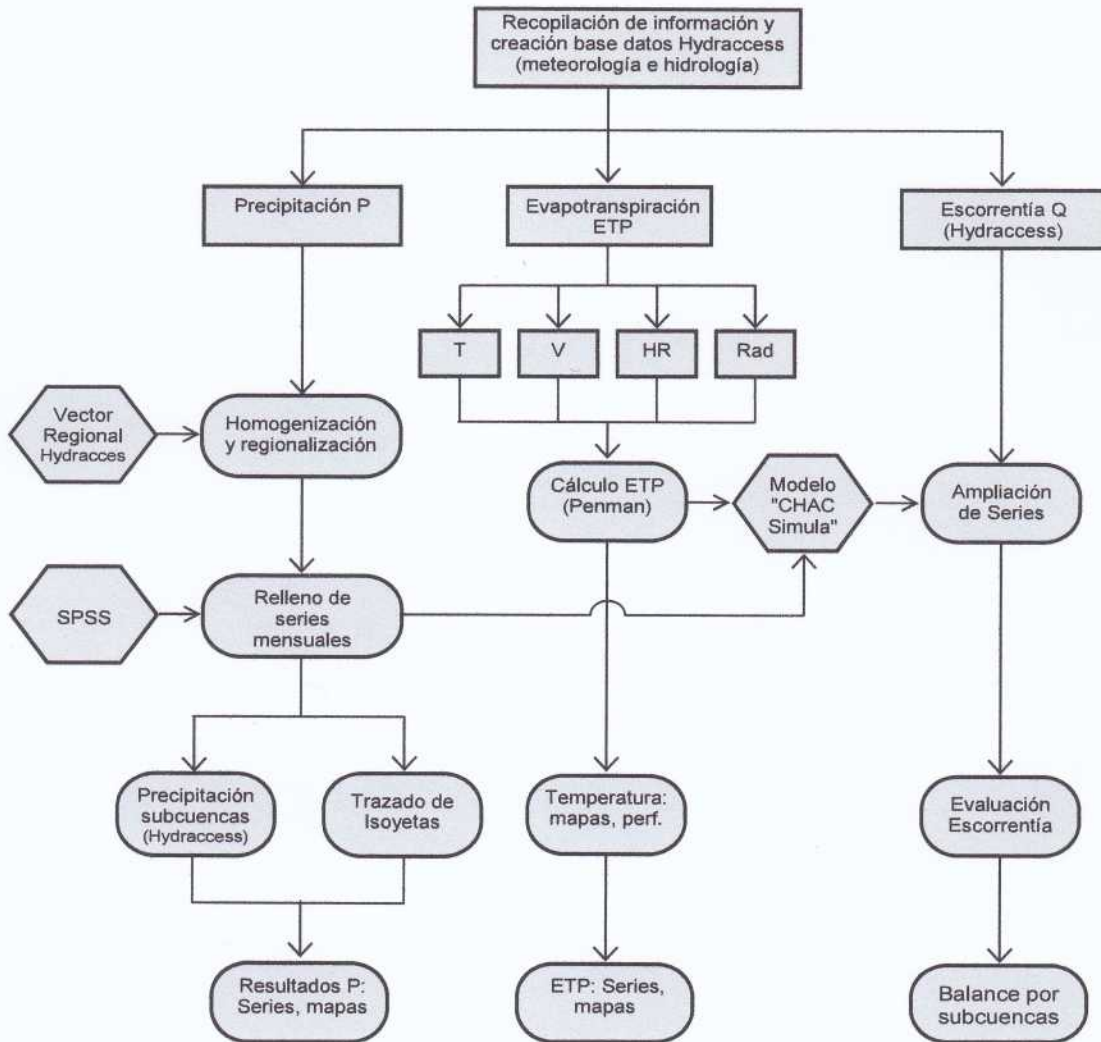 Recopilación de información y
creación base datos Hydraccess
(meteorología e hidrología)
Precipitación P
Evapotranspiración
ETP
Escorrentía Q
(Hydraccess)
T
V
HR
Rad
Vector
Regional
Hydracces
Homogenización
y regionalización
Cálculo ETP
(Penman)
Modelo
"CHAC
Simula"
Ampliación
de Series
SPSS
Relleno de
series
mensuales
Precipitación
subcuencas
(Hydraccess)
Trazado de
Isoyetas
Temperatura:
mapas, perf.
Evaluación
Escorrentía
Resultados P:
Series, mapas
ETP: Series,
mapas
Balance por
subcuencas